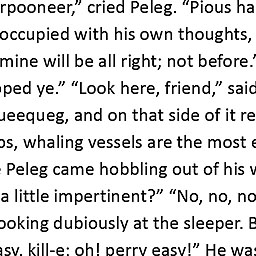 rpooneer,” cried Peleg. “Pious ha
occupied with his own thoughts,
mine will be all right; not before.”
ped ye.” “Look here, friend,” said
ueequeg, and on that side of it re
os, whaling vessels are the most e
Peleg came hobbling out of his w
a little impertinent?” “No, no, no
ooking dubiously at the sleeper. B
asy, kill-e; oh! perry easy!” He was